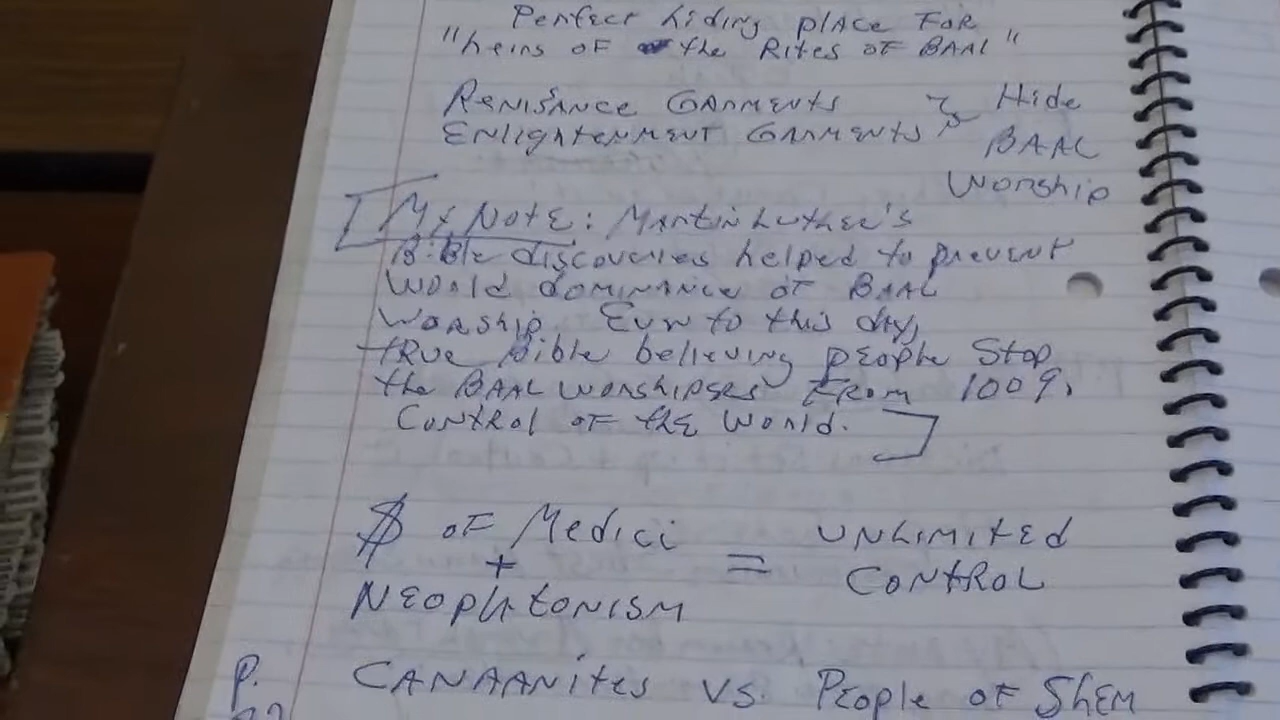 Perfect hiding place For
"heirs of the Rites of BAAL"
Renisance Garments } Hide
Enlightenment Garments BAAL
Worship
[My Note: Martin Luther's
Bible discoveries helped to prevent
World dominance of BAAL
Worship. Even to this day,
true Bible believing people stop
the BAAL worshipses From 100%
Control of the World.]
$ of Medici = UNLIMITED
+ CONTROL
Neoplatonism
P. CANAANites vs. People of Shem